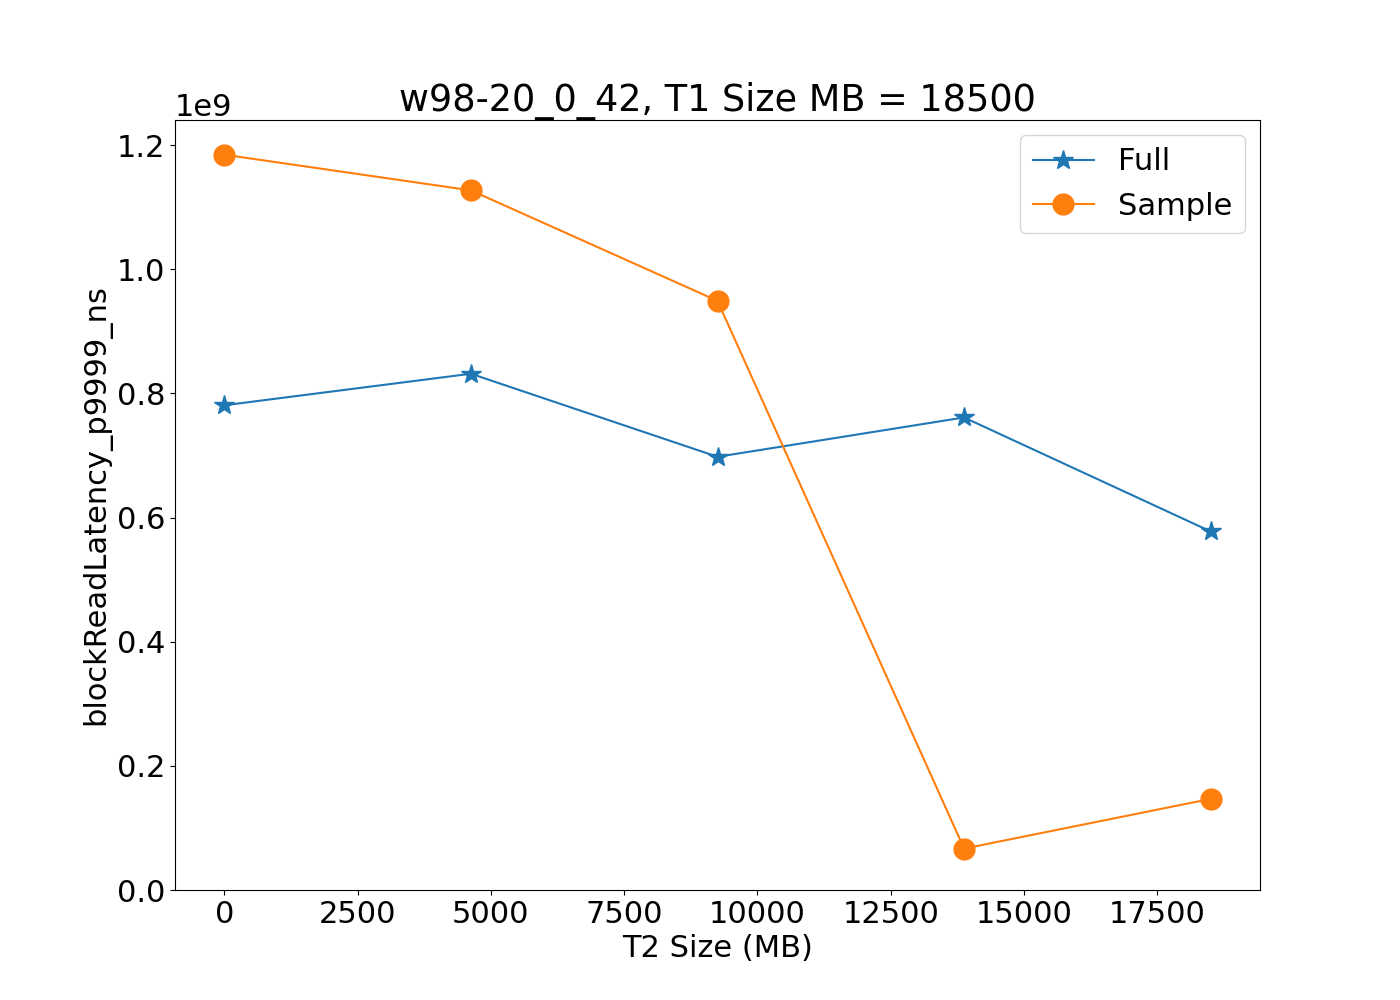 w98-20_0_42, T1 Size MB = 18500
1e9
Full
Sample
1.2
1.0
0.8
0.6
0.4
0.2
0.0
blockReadLatency_p9999_ns
0 2500 5000 7500 10000 12500 15000 17500
T2 Size (MB)